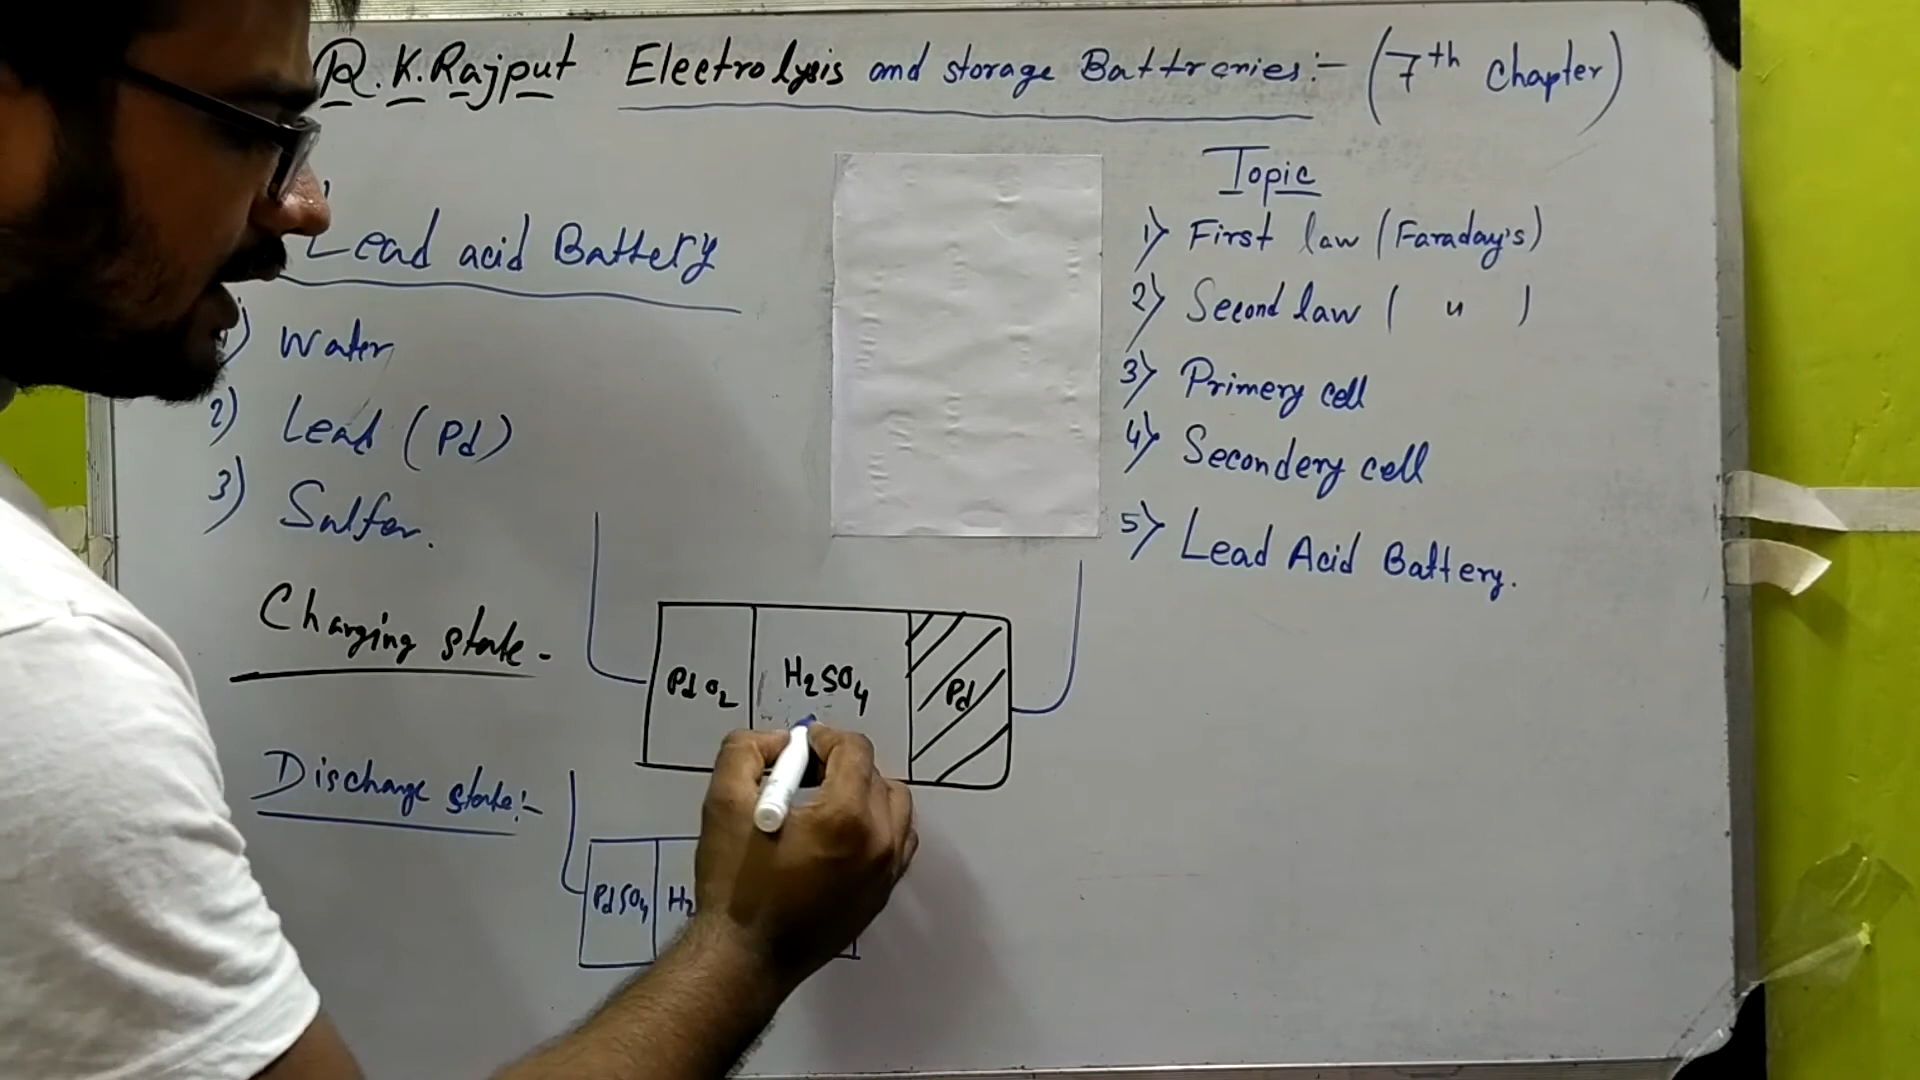 R.K.Rajput Electrolysis and storage Battreries:- (7th chapter)
Lead acid Battery
1) Water
2) Lead (Pd)
3) Sulfer.
Charging state -
PdO2
H2SO4
Pd
Discharge state:-
PdSO4
H2
Topic
1) First law (Faraday's)
2) Second law ( " )
3) Primery cell
4) Secondery cell
5) Lead Acid Battery.